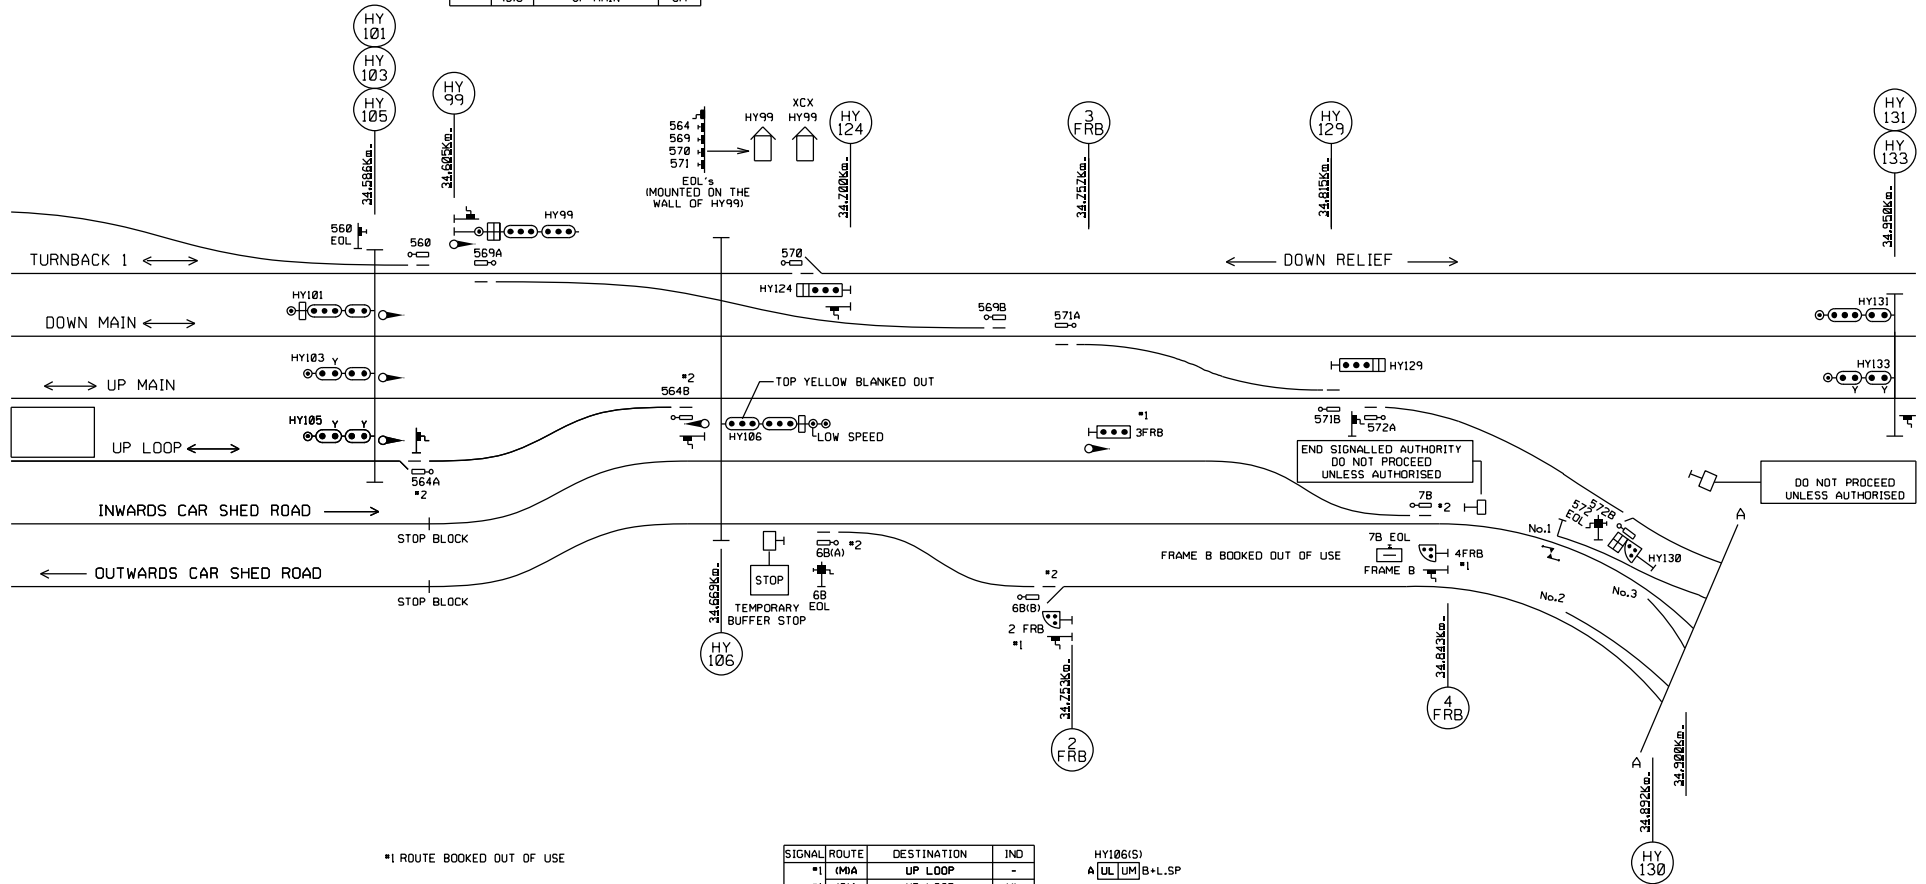 HY 101
HY 103
HY 105
HY 99
HY 124
3 FRB
HY 129
HY 131
HY 133
34.586Km
34.605Km
34.700Km
34.757Km
34.815Km
34.950Km
564
569
570
571
HY99
XCX HY99
EOL's
(MOUNTED ON THE
WALL OF HY99)
560
EOL
560
HY99
569A
570
TURNBACK 1
DOWN RELIEF
HY101
HY124
569B
571A
HY131
DOWN MAIN
HY103 Y
HY129
HY133
Y Y
UP MAIN
*2
564B
TOP YELLOW BLANKED OUT
HY105 Y Y
HY106
LOW SPEED
*1
3FRB
571B
572A
UP LOOP
564A
*2
END SIGNALLED AUTHORITY
DO NOT PROCEED
UNLESS AUTHORISED
DO NOT PROCEED
UNLESS AUTHORISED
7B
*2
INWARDS CAR SHED ROAD
STOP BLOCK
572B
572
EOL
HY130
No.1
A
6B(A)
*2
FRAME B BOOKED OUT OF USE
7B EOL
FRAME B
4FRB
*1
OUTWARDS CAR SHED ROAD
STOP BLOCK
STOP
TEMPORARY
BUFFER STOP
6B
EOL
*2
6B(B)
2 FRB
*1
No.2
No.3
34.669Km
34.753Km
34.843Km
HY 106
2 FRB
4 FRB
A
34.900Km
34.892Km
HY 130
*1 ROUTE BOOKED OUT OF USE
SIGNAL ROUTE DESTINATION IND
*1 (M)A UP LOOP -
HY106(S)
A UL UM B+L.SP